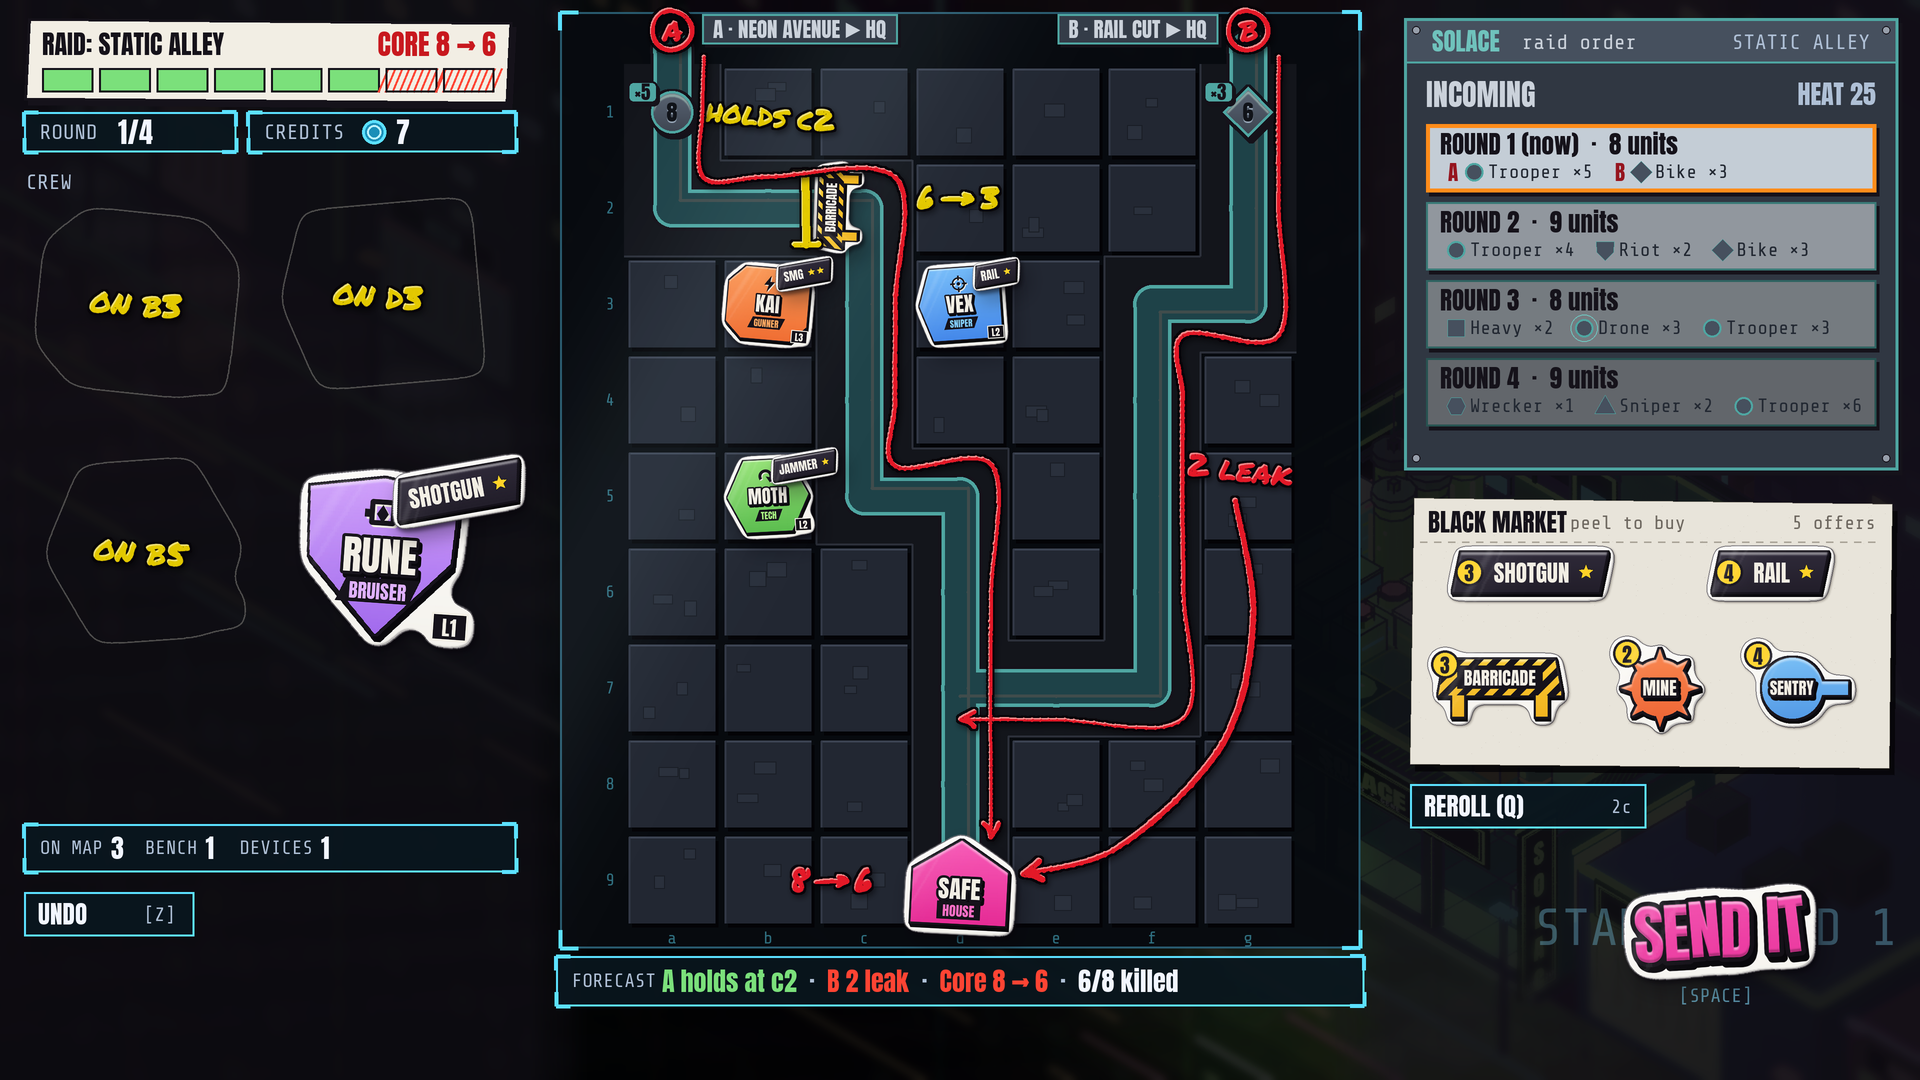 RAID: STATIC ALLEY
CORE 8 → 6
ROUND 1/4
CREDITS 7
CREW
ON B3
ON D3
ON B5
SHOTGUN ★
RUNE
BRUISER
L1
ON MAP 3 BENCH 1 DEVICES 1
UNDO [Z]
A
A · NEON AVENUE ▶ HQ
B · RAIL CUT ▶ HQ
B
×5
8
HOLDS C2
×3
6
1
2
3
4
5
6
7
8
9
BARRICADE
6→3
SMG ★★
KAI
GUNNER
L3
RAIL ★
VEX
SNIPER
L2
JAMMER ★
MOTH
TECH
L2
2 LEAK
8→6
SAFE
HOUSE
a b c d e f g
FORECAST A holds at c2 · B 2 leak · Core 8 → 6 · 6/8 killed
SOLACE raid order STATIC ALLEY
INCOMING HEAT 25
ROUND 1 (now) · 8 units
A Trooper ×5 B Bike ×3
ROUND 2 · 9 units
Trooper ×4 Riot ×2 Bike ×3
ROUND 3 · 8 units
Heavy ×2 Drone ×3 Trooper ×3
ROUND 4 · 9 units
Wrecker ×1 Sniper ×2 Trooper ×6
BLACK MARKET peel to buy 5 offers
3 SHOTGUN ★
4 RAIL ★
3 BARRICADE
2 MINE
4 SENTRY
REROLL (Q) 2c
SEND IT
[SPACE]